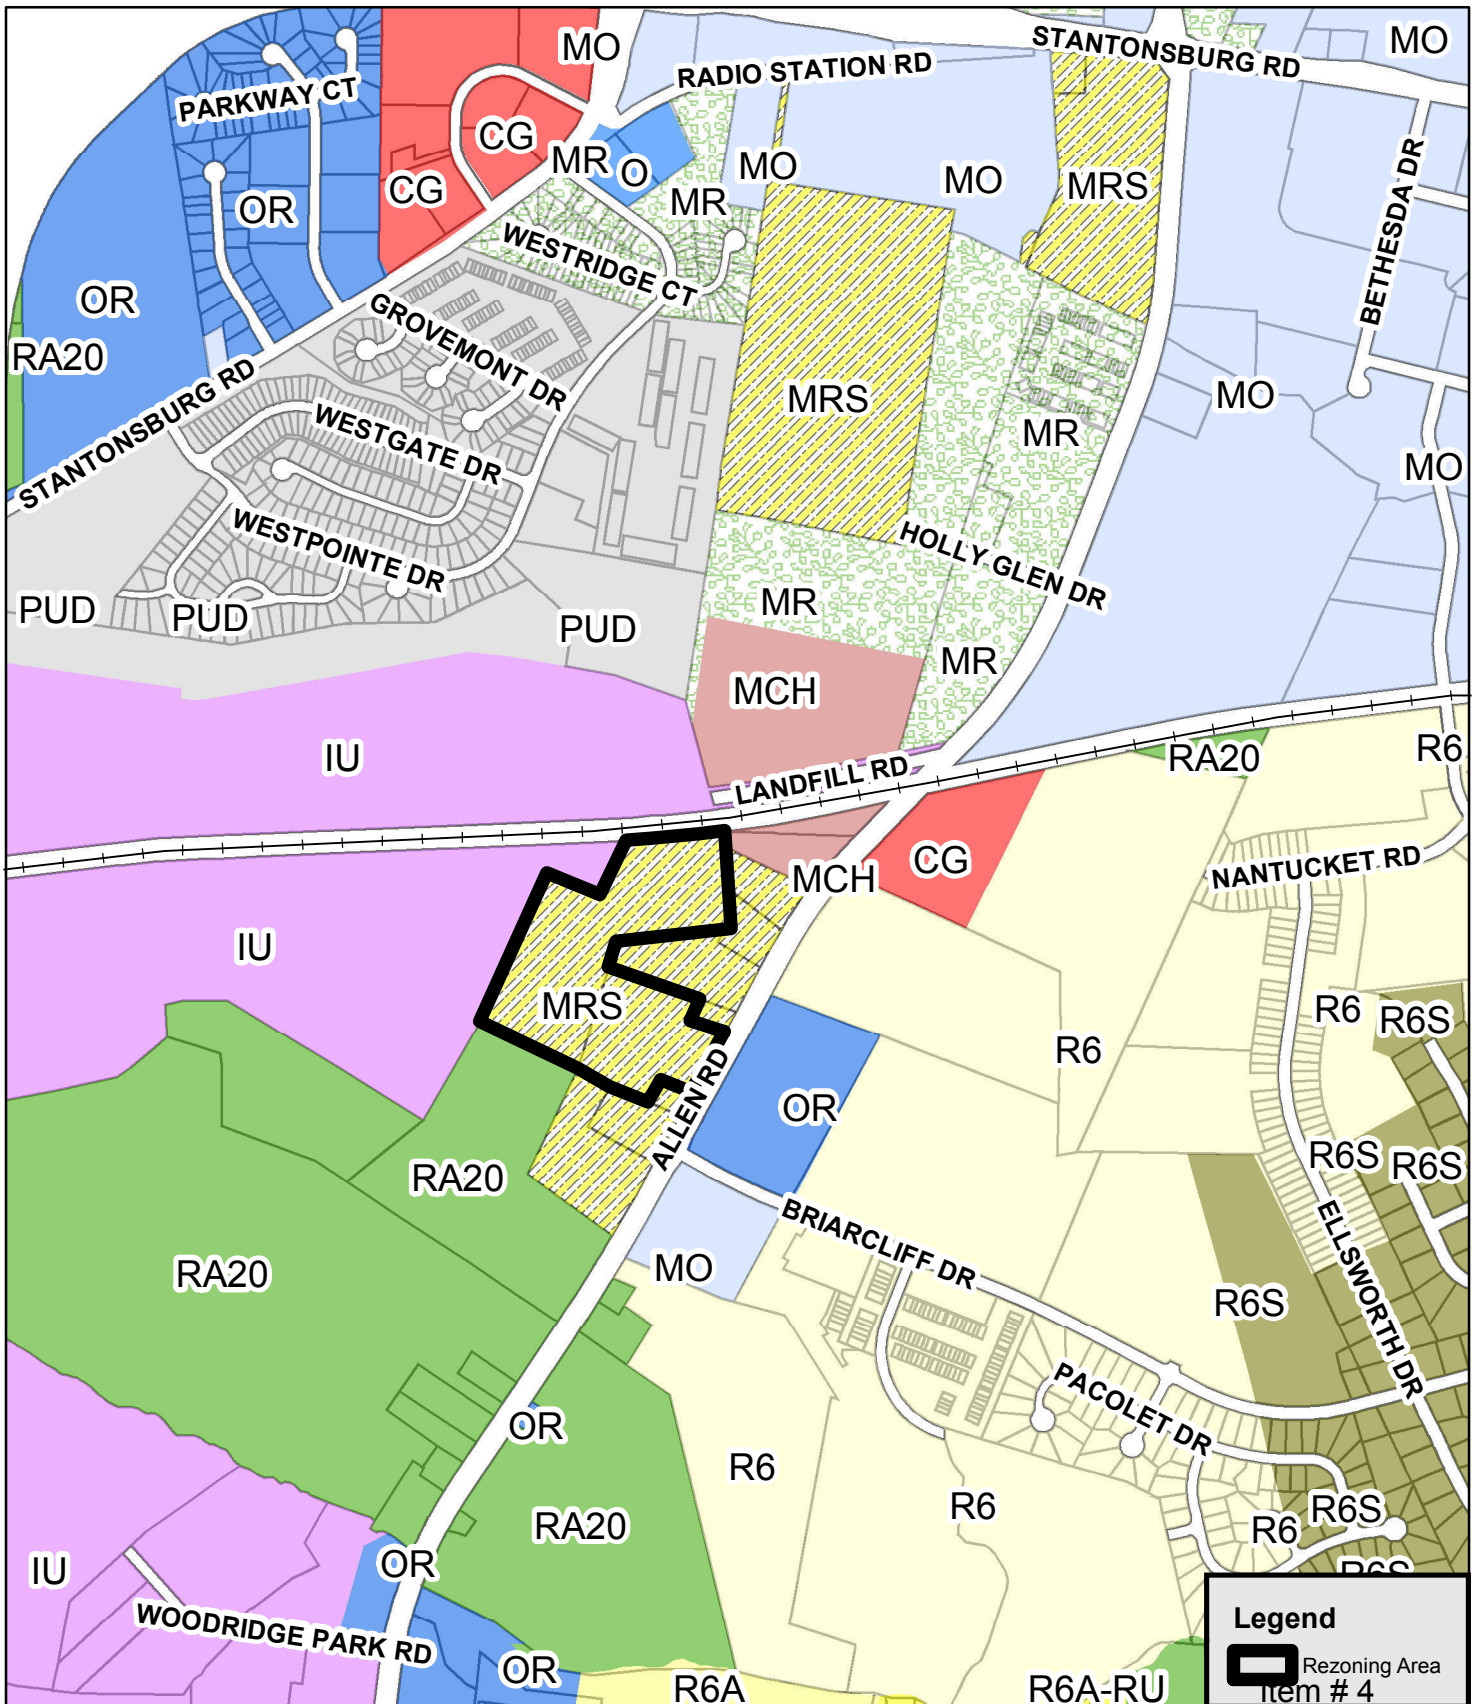 MO
STANTONSBURG RD
MO
RADIO STATION RD
PARKWAY CT
CG
MR
O
MO
MO
MRS
BETHESDA DR
CG
MR
OR
WESTRIDGE CT
OR
GROVEMONT DR
RA20
STANTONSBURG RD
WESTGATE DR
MRS
MO
MR
MO
WESTPOINTE DR
HOLLY GLEN DR
PUD
PUD
PUD
MR
MR
MCH
IU
RA20
R6
LANDFILL RD
CG
MCH
NANTUCKET RD
IU
MRS
R6
R6S
R6
ALLEN RD
OR
R6S
R6S
RA20
BRIARCLIFF DR
ELLSWORTH DR
RA20
MO
R6S
PACOLET DR
OR
R6
R6
R6S
RA20
R6
OR
IU
R6S
WOODRIDGE PARK RD
OR
R6A
R6A-RU
Legend
Rezoning Area
Item # 4